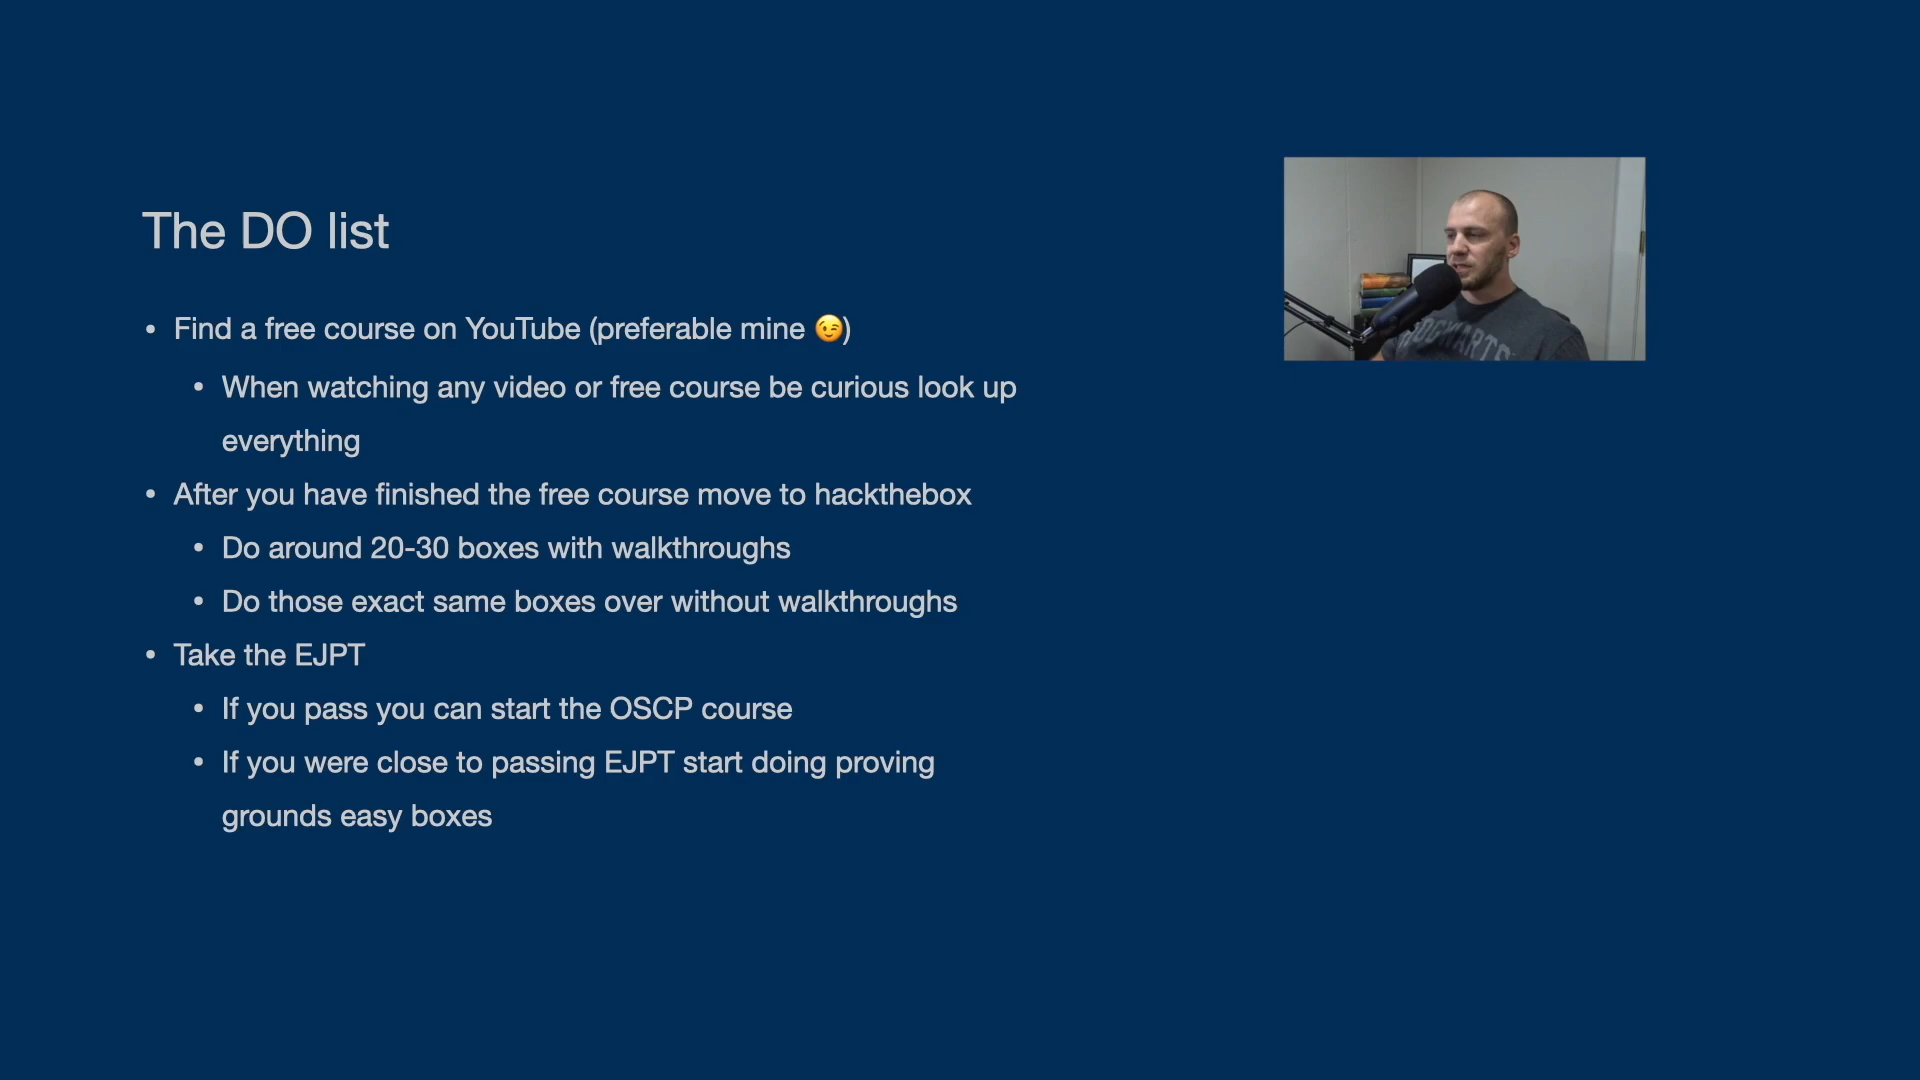 The DO list
• Find a free course on YouTube (preferable mine 😉)
• When watching any video or free course be curious look up
everything
• After you have finished the free course move to hackthebox
• Do around 20-30 boxes with walkthroughs
• Do those exact same boxes over without walkthroughs
• Take the EJPT
• If you pass you can start the OSCP course
• If you were close to passing EJPT start doing proving
grounds easy boxes
HOGWARTS